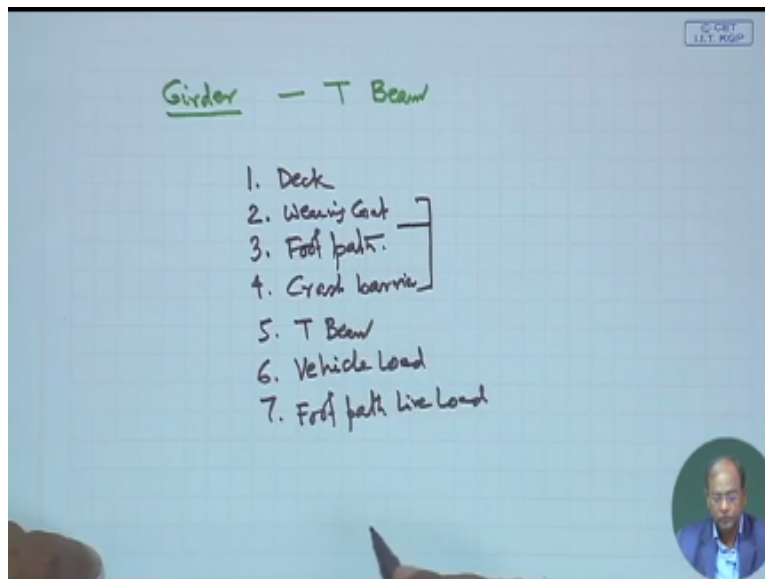 © CET
I.I.T. KGP
Girder — T Beam
1. Deck
2. Wearing Coat
3. Foot path.
4. Crash barrier
5. T Beam
6. Vehicle Load
7. Foot path Live Load